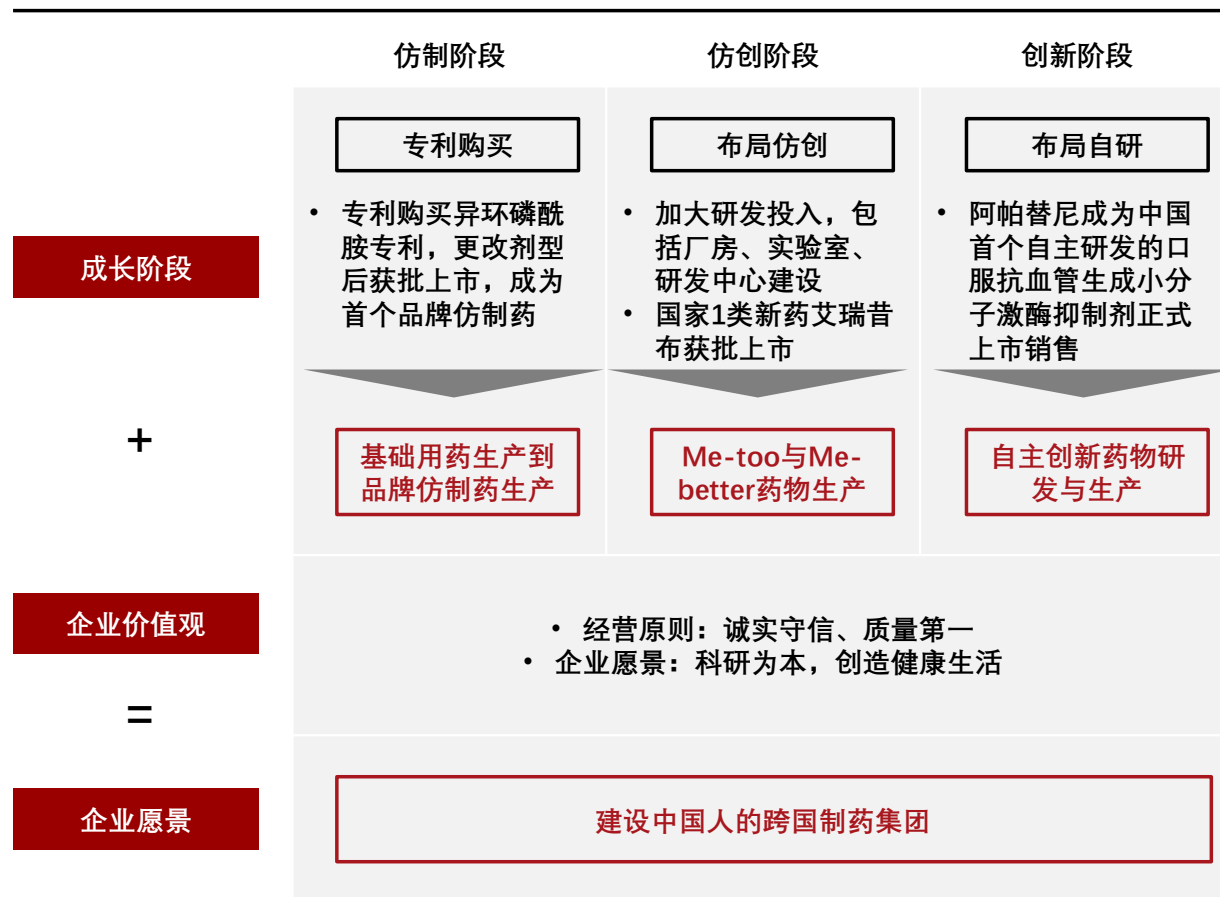 仿制阶段
仿创阶段
创新阶段
专利购买
布局仿创
布局自研
成长阶段
• 专利购买异环磷酰
胺专利，更改剂型
后获批上市，成为
首个品牌仿制药
• 加大研发投入，包
括厂房、实验室、
研发中心建设
• 国家1类新药艾瑞昔
布获批上市
• 阿帕替尼成为中国
首个自主研发的口
服抗血管生成小分
子激酶抑制剂正式
上市销售
+
基础用药生产到
品牌仿制药生产
Me-too与Me-
better药物生产
自主创新药物研
发与生产
企业价值观
• 经营原则：诚实守信、质量第一
• 企业愿景：科研为本，创造健康生活
=
企业愿景
建设中国人的跨国制药集团